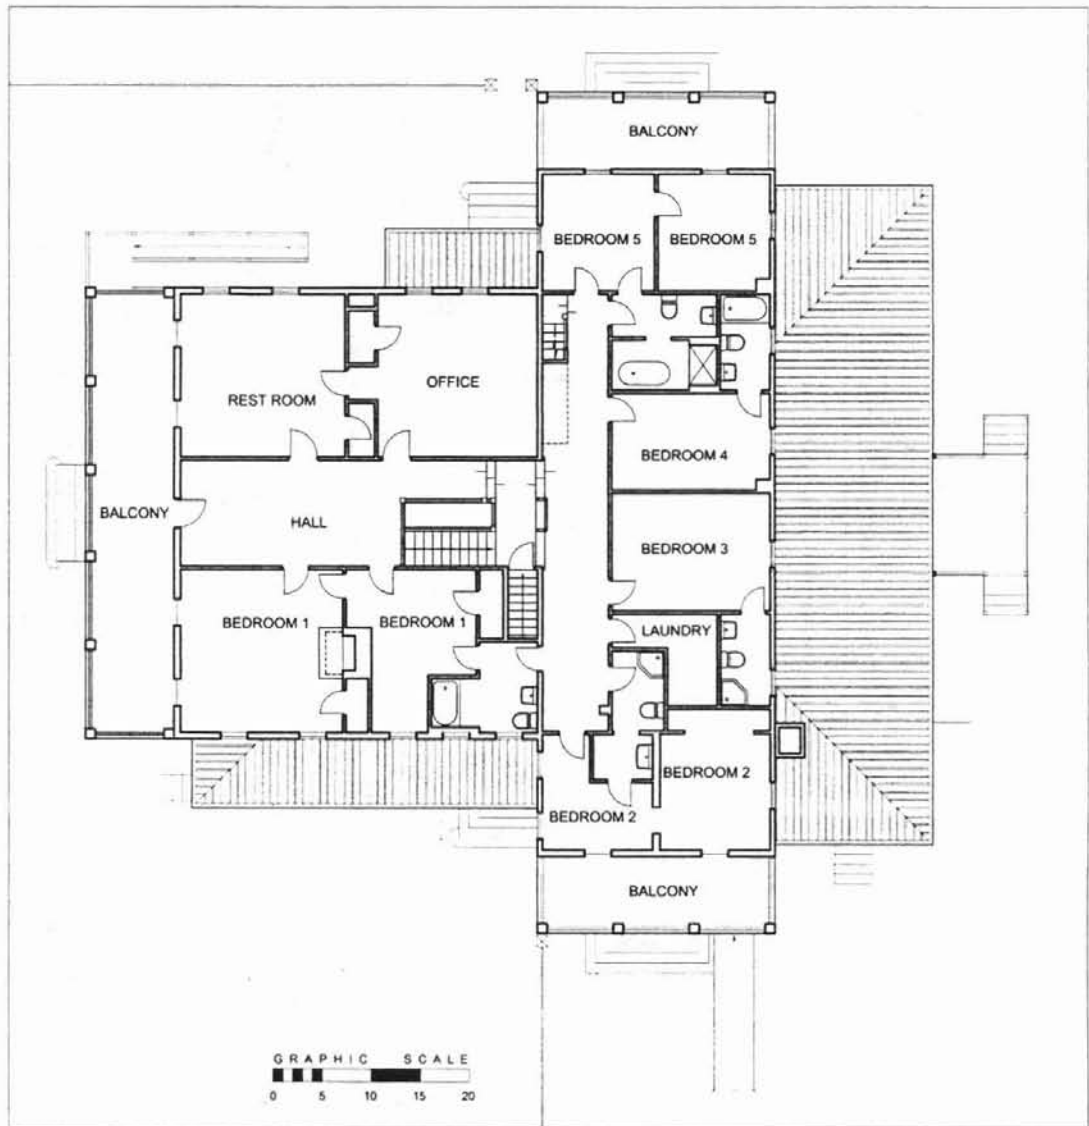 BALCONY
BEDROOM 5
BEDROOM 5
REST ROOM
OFFICE
BEDROOM 4
BALCONY
HALL
BEDROOM 3
BEDROOM 1
BEDROOM 1
LAUNDRY
BEDROOM 2
BEDROOM 2
BALCONY
GRAPHIC SCALE
0 5 10 15 20